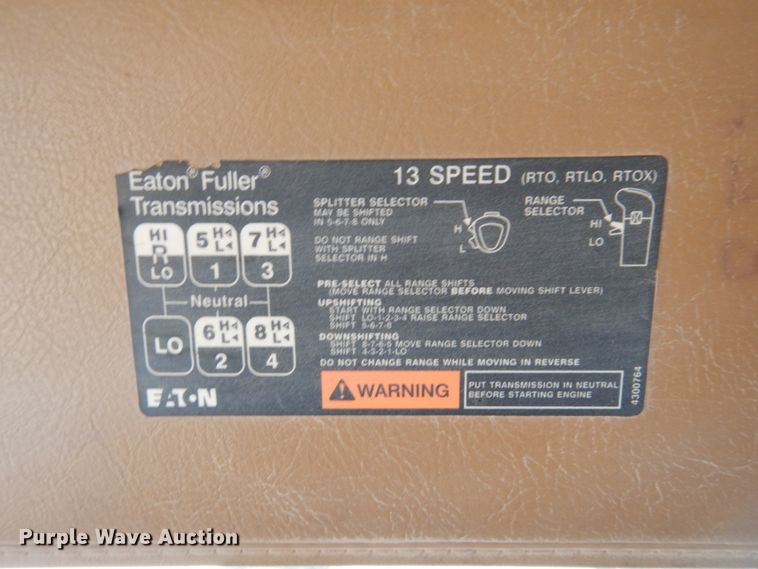 Eaton® Fuller®
Transmissions
13 SPEED (RTO, RTLO, RTOX)
HI
R
LO
5 H L
1
7 H L
3
Neutral
LO
6 H L
2
8 H L
4
EATON
SPLITTER SELECTOR
MAY BE SHIFTED
IN 5-6-7-8 ONLY
DO NOT RANGE SHIFT
WITH SPLITTER
SELECTOR IN H
H
L
RANGE
SELECTOR
HI
LO
PRE-SELECT ALL RANGE SHIFTS
(MOVE RANGE SELECTOR BEFORE MOVING SHIFT LEVER)
UPSHIFTING
START WITH RANGE SELECTOR DOWN
SHIFT LO-1-2-3-4 RAISE RANGE SELECTOR
SHIFT 5-6-7-8
DOWNSHIFTING
SHIFT 8-7-6-5 MOVE RANGE SELECTOR DOWN
SHIFT 4-3-2-1-LO
DO NOT CHANGE RANGE WHILE MOVING IN REVERSE
WARNING
PUT TRANSMISSION IN NEUTRAL
BEFORE STARTING ENGINE
4300764
Purple Wave Auction
Purple Wave Auction